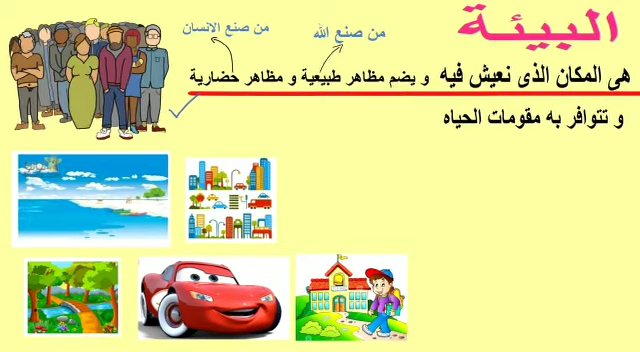 البيئة
من صنع الله
من صنع الانسان
هى المكان الذى نعيش فيه و يضم مظاهر طبيعية و مظاهر حضارية
و تتوافر به مقومات الحياه